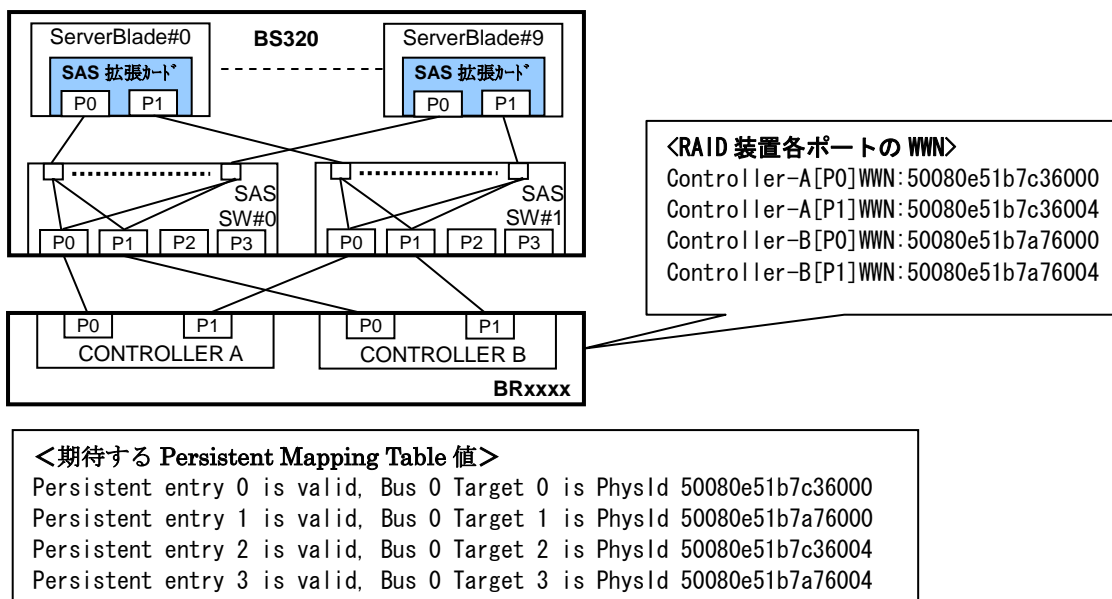 ServerBlade#0 BS320 ServerBlade#9
SAS 拡張ｶｰﾄﾞ SAS 拡張ｶｰﾄﾞ
P0 P1 P0 P1
SAS SW#0
SAS SW#1
P0 P1 P2 P3 P0 P1 P2 P3
P0 P1 P0 P1
CONTROLLER A CONTROLLER B
BRxxxx
<RAID 装置各ポートの WWN>
Controller-A[P0]WWN:50080e51b7c36000
Controller-A[P1]WWN:50080e51b7c36004
Controller-B[P0]WWN:50080e51b7a76000
Controller-B[P1]WWN:50080e51b7a76004
＜期待する Persistent Mapping Table 値＞
Persistent entry 0 is valid, Bus 0 Target 0 is PhysId 50080e51b7c36000
Persistent entry 1 is valid, Bus 0 Target 1 is PhysId 50080e51b7a76000
Persistent entry 2 is valid, Bus 0 Target 2 is PhysId 50080e51b7c36004
Persistent entry 3 is valid, Bus 0 Target 3 is PhysId 50080e51b7a76004